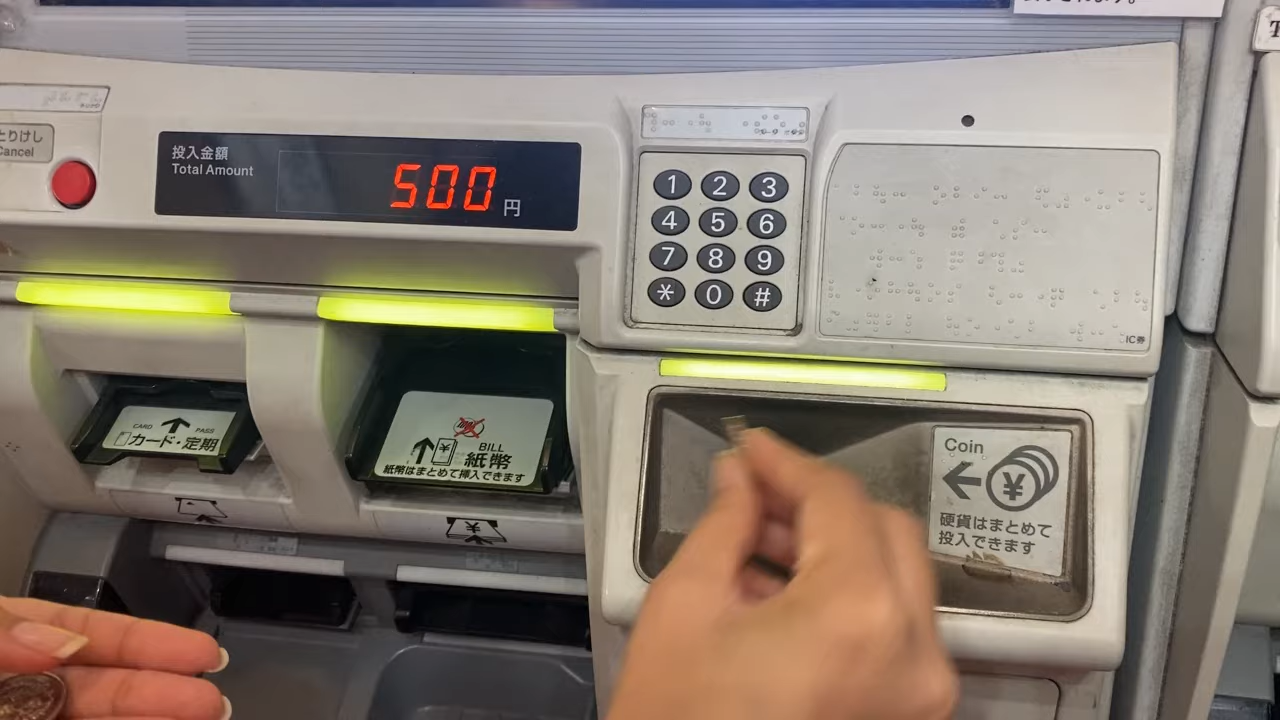 とりけし
Cancel
投入金額
Total Amount
500 円
1 2 3
4 5 6
7 8 9
* 0 #
IC券
CARD PASS
カード・定期
BILL
¥ 紙幣
紙幣はまとめて挿入できます
¥
Coin
¥
硬貨はまとめて
投入できます